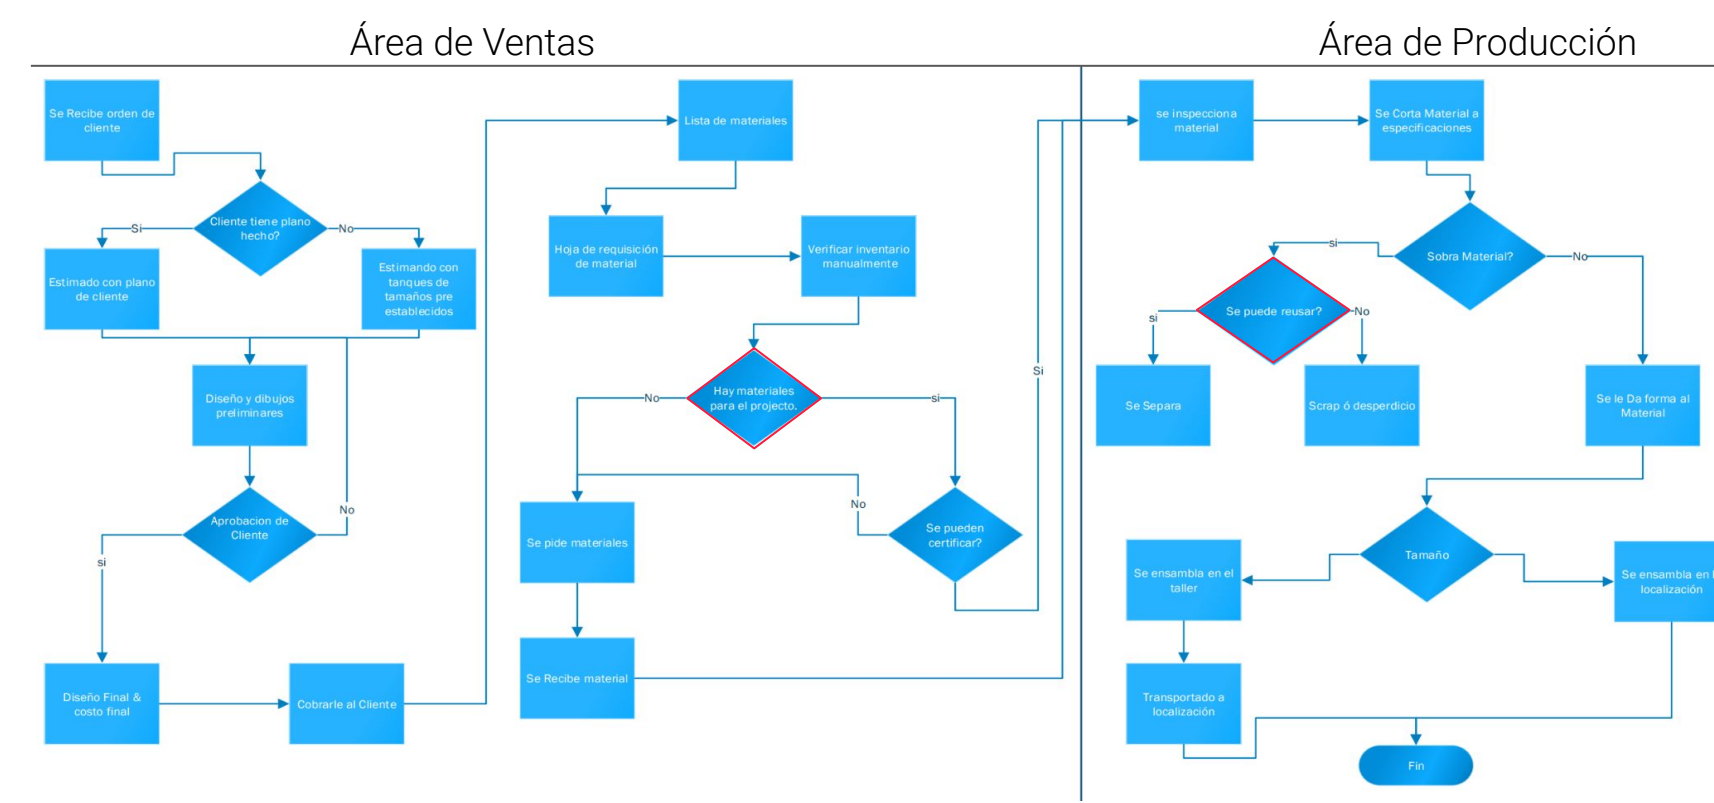 Área de Ventas
Área de Producción
Se Recibe orden de
cliente
Cliente tiene plano
hecho?
Si
No
Estimado con plano
de cliente
Estimando con
tanques de
tamaños pre
establecidos
Diseño y dibujos
preliminares
Aprobacion de
Cliente
No
si
Diseño Final &
costo final
Cobrarle al Cliente
Lista de materiales
Hoja de requisición
de material
Verificar inventario
manualmente
Hay materiales
para el projecto.
No
si
Se pueden
certificar?
No
Si
Se pide materiales
Se Recibe material
se inspecciona
material
Se Corta Material a
especificaciones
Sobra Material?
si
No
Se puede reusar?
si
No
Se Separa
Scrap ó desperdicio
Se le Da forma al
Material
Tamaño
Se ensambla en el
taller
Se ensambla en
localización
Transportado a
localización
Fin